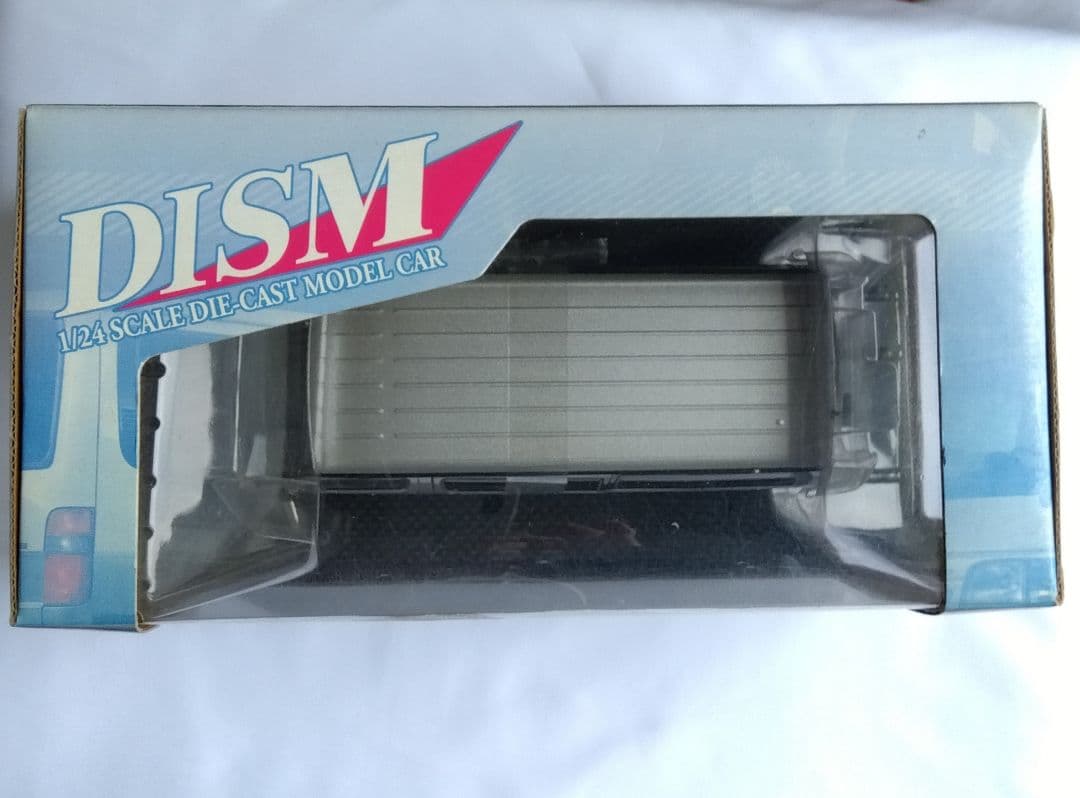 DISM
1/24 SCALE DIE-CAST MODEL CAR